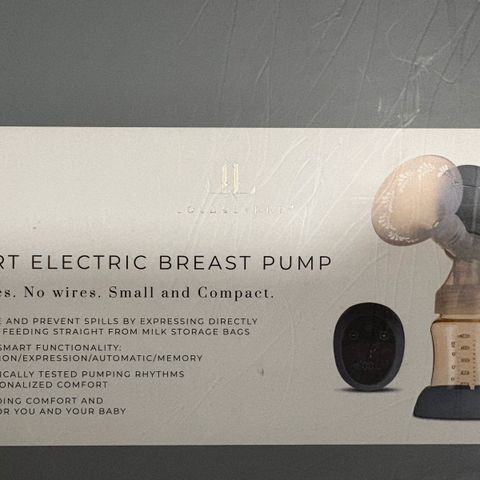 RT ELECTRIC BREAST PUMP
es. No wires. Small and Compact.
E AND PREVENT SPILLS BY EXPRESSING DIRECTLY
FEEDING STRAIGHT FROM MILK STORAGE BAGS
SMART FUNCTIONALITY:
ION/EXPRESSION/AUTOMATIC/MEMORY
ICALLY TESTED PUMPING RHYTHMS
ONALIZED COMFORT
DING COMFORT AND
OR YOU AND YOUR BABY